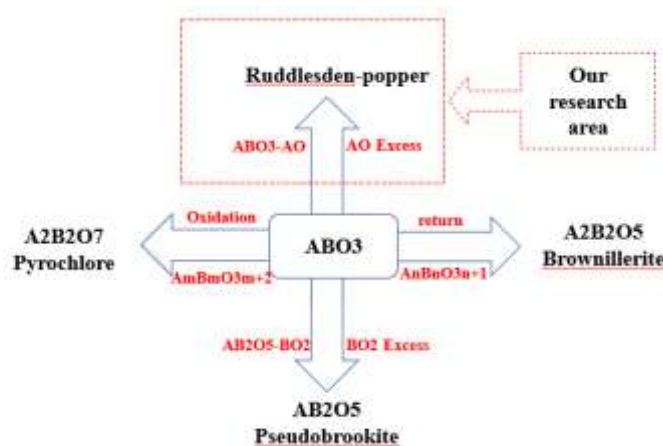 Ruddlesden-popper
Our
research
area
ABO3-AO
AO Excess
Oxidation
return
A2B2O7
Pyrochlore
ABO3
A2B2O5
Brownillerite
AmBmO3m+2
AnBnO3n+1
AB2O5-BO2
BO2 Excess
AB2O5
Pseudobrookite